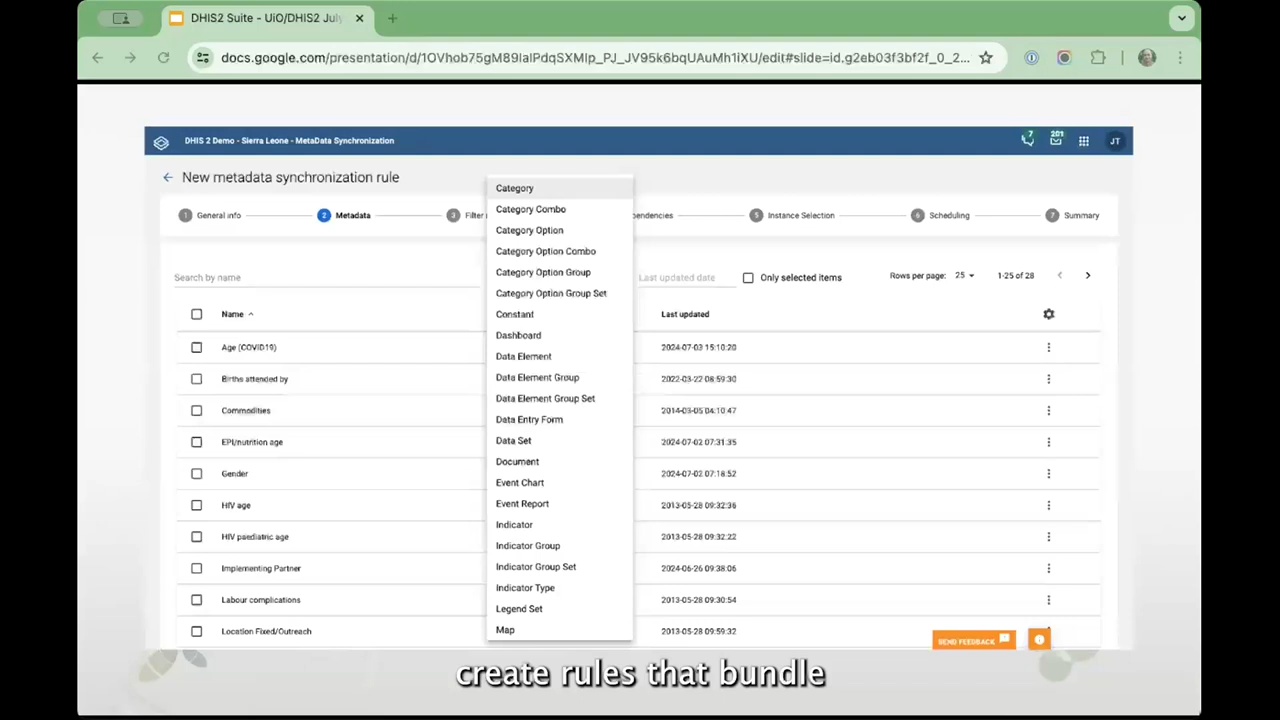 DHIS2 Suite - UiO/DHIS2 July
docs.google.com/presentation/d/1OVhob75gM89IalPdqSXMIp_PJ_JV95k6bqUAuMh1iXU/edit#slide=id.g2eb03f3bf2f_0_2...
DHIS 2 Demo - Sierra Leone - MetaData Synchronization
7
201
JT
New metadata synchronization rule
1 General info
2 Metadata
3 Filter
pendencies
5 Instance Selection
6 Scheduling
7 Summary
Search by name
Last updated date
Only selected items
Rows per page: 25
1-25 of 28
Name
Last updated
Age (COVID19) 2024-07-03 15:10:20
Births attended by 2022-03-22 08:59:30
Commodities 2014-03-05 04:10:47
EPI/nutrition age 2024-07-02 07:31:35
Gender 2024-07-02 07:18:52
HIV age 2013-05-28 09:32:36
HIV paediatric age 2013-05-28 09:32:22
Implementing Partner 2024-06-26 09:38:06
Labour complications 2013-05-28 09:30:54
Location Fixed/Outreach 2013-05-28 09:59:32
Category
Category Combo
Category Option
Category Option Combo
Category Option Group
Category Option Group Set
Constant
Dashboard
Data Element
Data Element Group
Data Element Group Set
Data Entry Form
Data Set
Document
Event Chart
Event Report
Indicator
Indicator Group
Indicator Group Set
Indicator Type
Legend Set
Map
SEND FEEDBACK
create rules that bundle